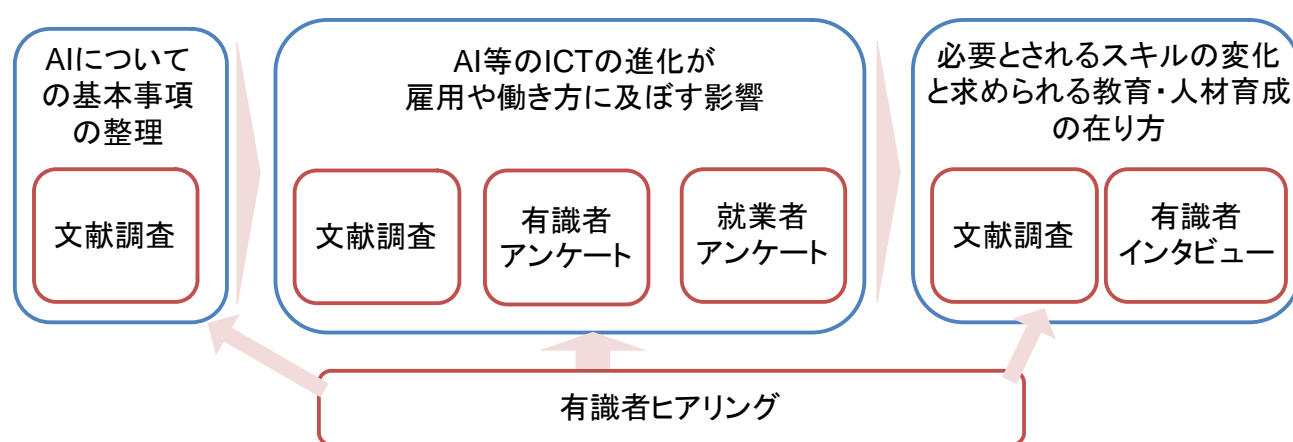 AIについて
の基本事項
の整理
文献調査
AI等のICTの進化が
雇用や働き方に及ぼす影響
文献調査
有識者
アンケート
就業者
アンケート
必要とされるスキルの変化
と求められる教育・人材育成
の在り方
文献調査
有識者
インタビュー
有識者ヒアリング